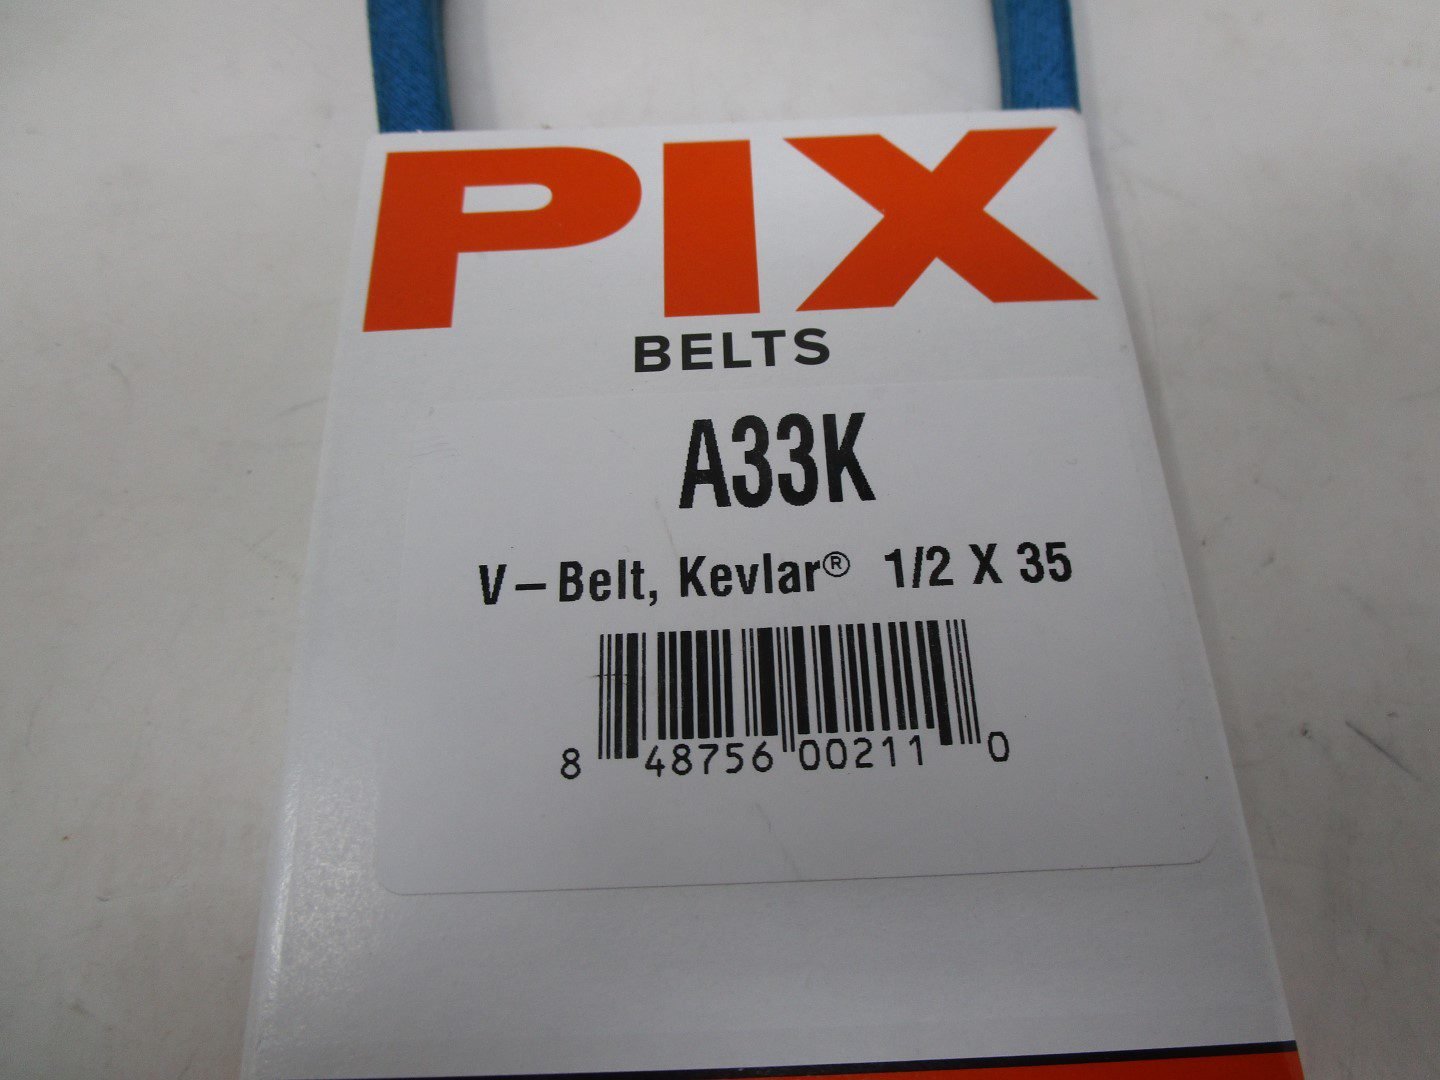 PIX
BELTS
A33K
V-Belt, Kevlar® 1/2 X 35
8 48756 00211 0